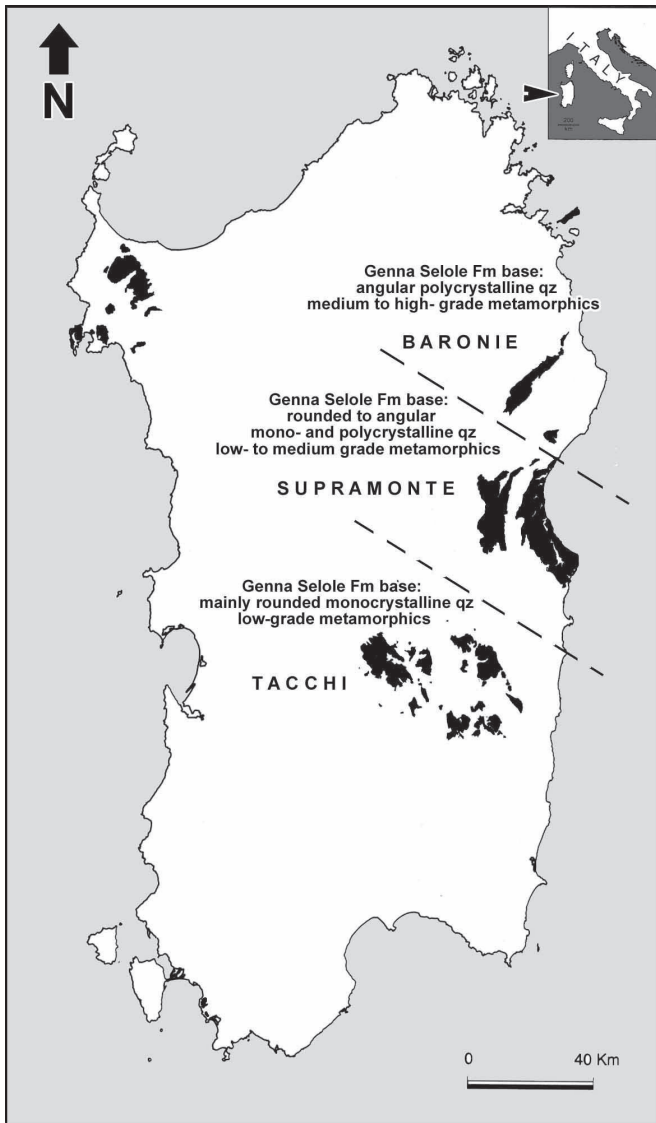 N
ITALY
Genna Selole Fm base:
angular polycrystalline qz
medium to high- grade metamorphics
BARONIE
Genna Selole Fm base:
rounded to angular
mono- and polycrystalline qz
low- to medium grade metamorphics
SUPRAMONTE
Genna Selole Fm base:
mainly rounded monocrystalline qz
low-grade metamorphics
TACCHI
0 40 Km